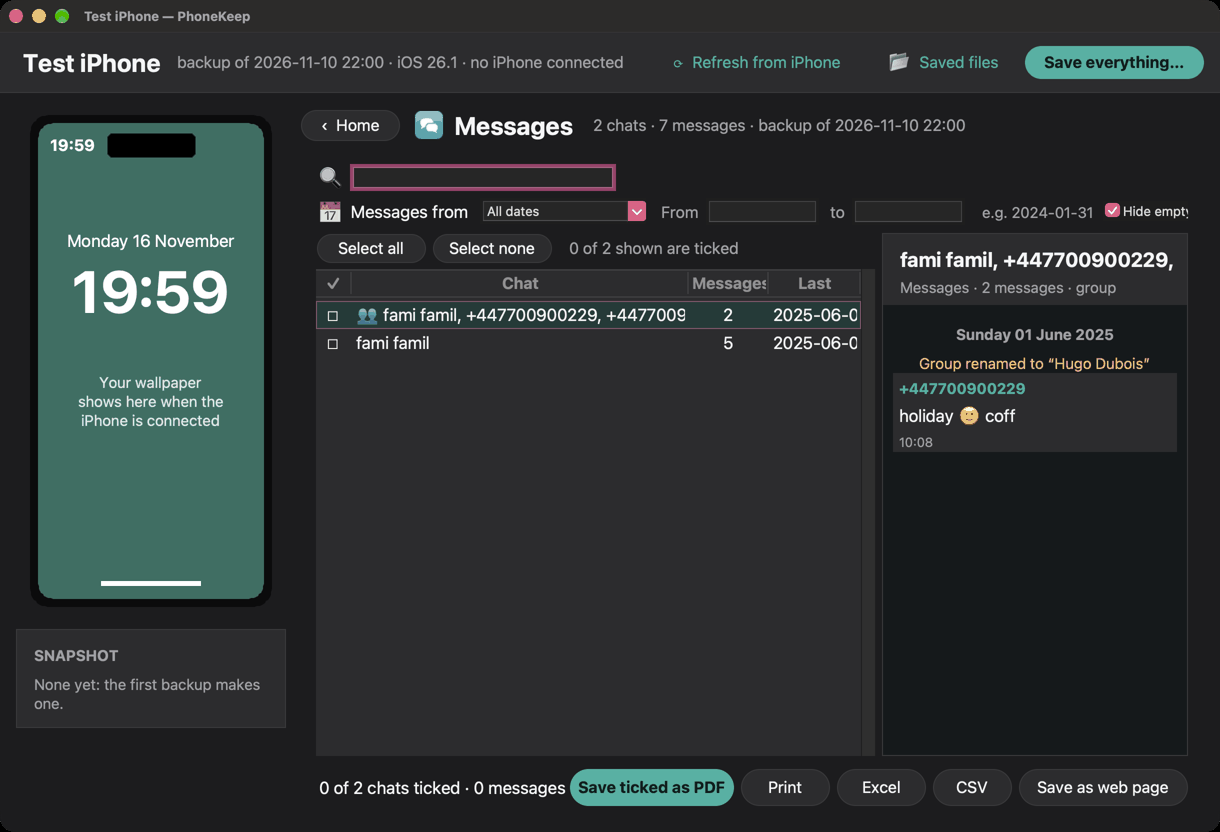 Test iPhone — PhoneKeep
Test iPhone
backup of 2026-11-10 22:00 · iOS 26.1 · no iPhone connected
Refresh from iPhone
Saved files
Save everything...
19:59
Monday 16 November
19:59
Your wallpaper
shows here when the
iPhone is connected
SNAPSHOT
None yet: the first backup makes
one.
‹ Home
Messages
2 chats · 7 messages · backup of 2026-11-10 22:00
17
Messages from
All dates
From
to
e.g. 2024-01-31
Hide empty
Select all
Select none
0 of 2 shown are ticked
✓ Chat Messages Last
fami famil, +447700900229, +4477009 2 2025-06-0
fami famil 5 2025-06-0
fami famil, +447700900229,
Messages · 2 messages · group
Sunday 01 June 2025
Group renamed to “Hugo Dubois”
+447700900229
holiday 🌝 coff
10:08
0 of 2 chats ticked · 0 messages
Save ticked as PDF
Print
Excel
CSV
Save as web page